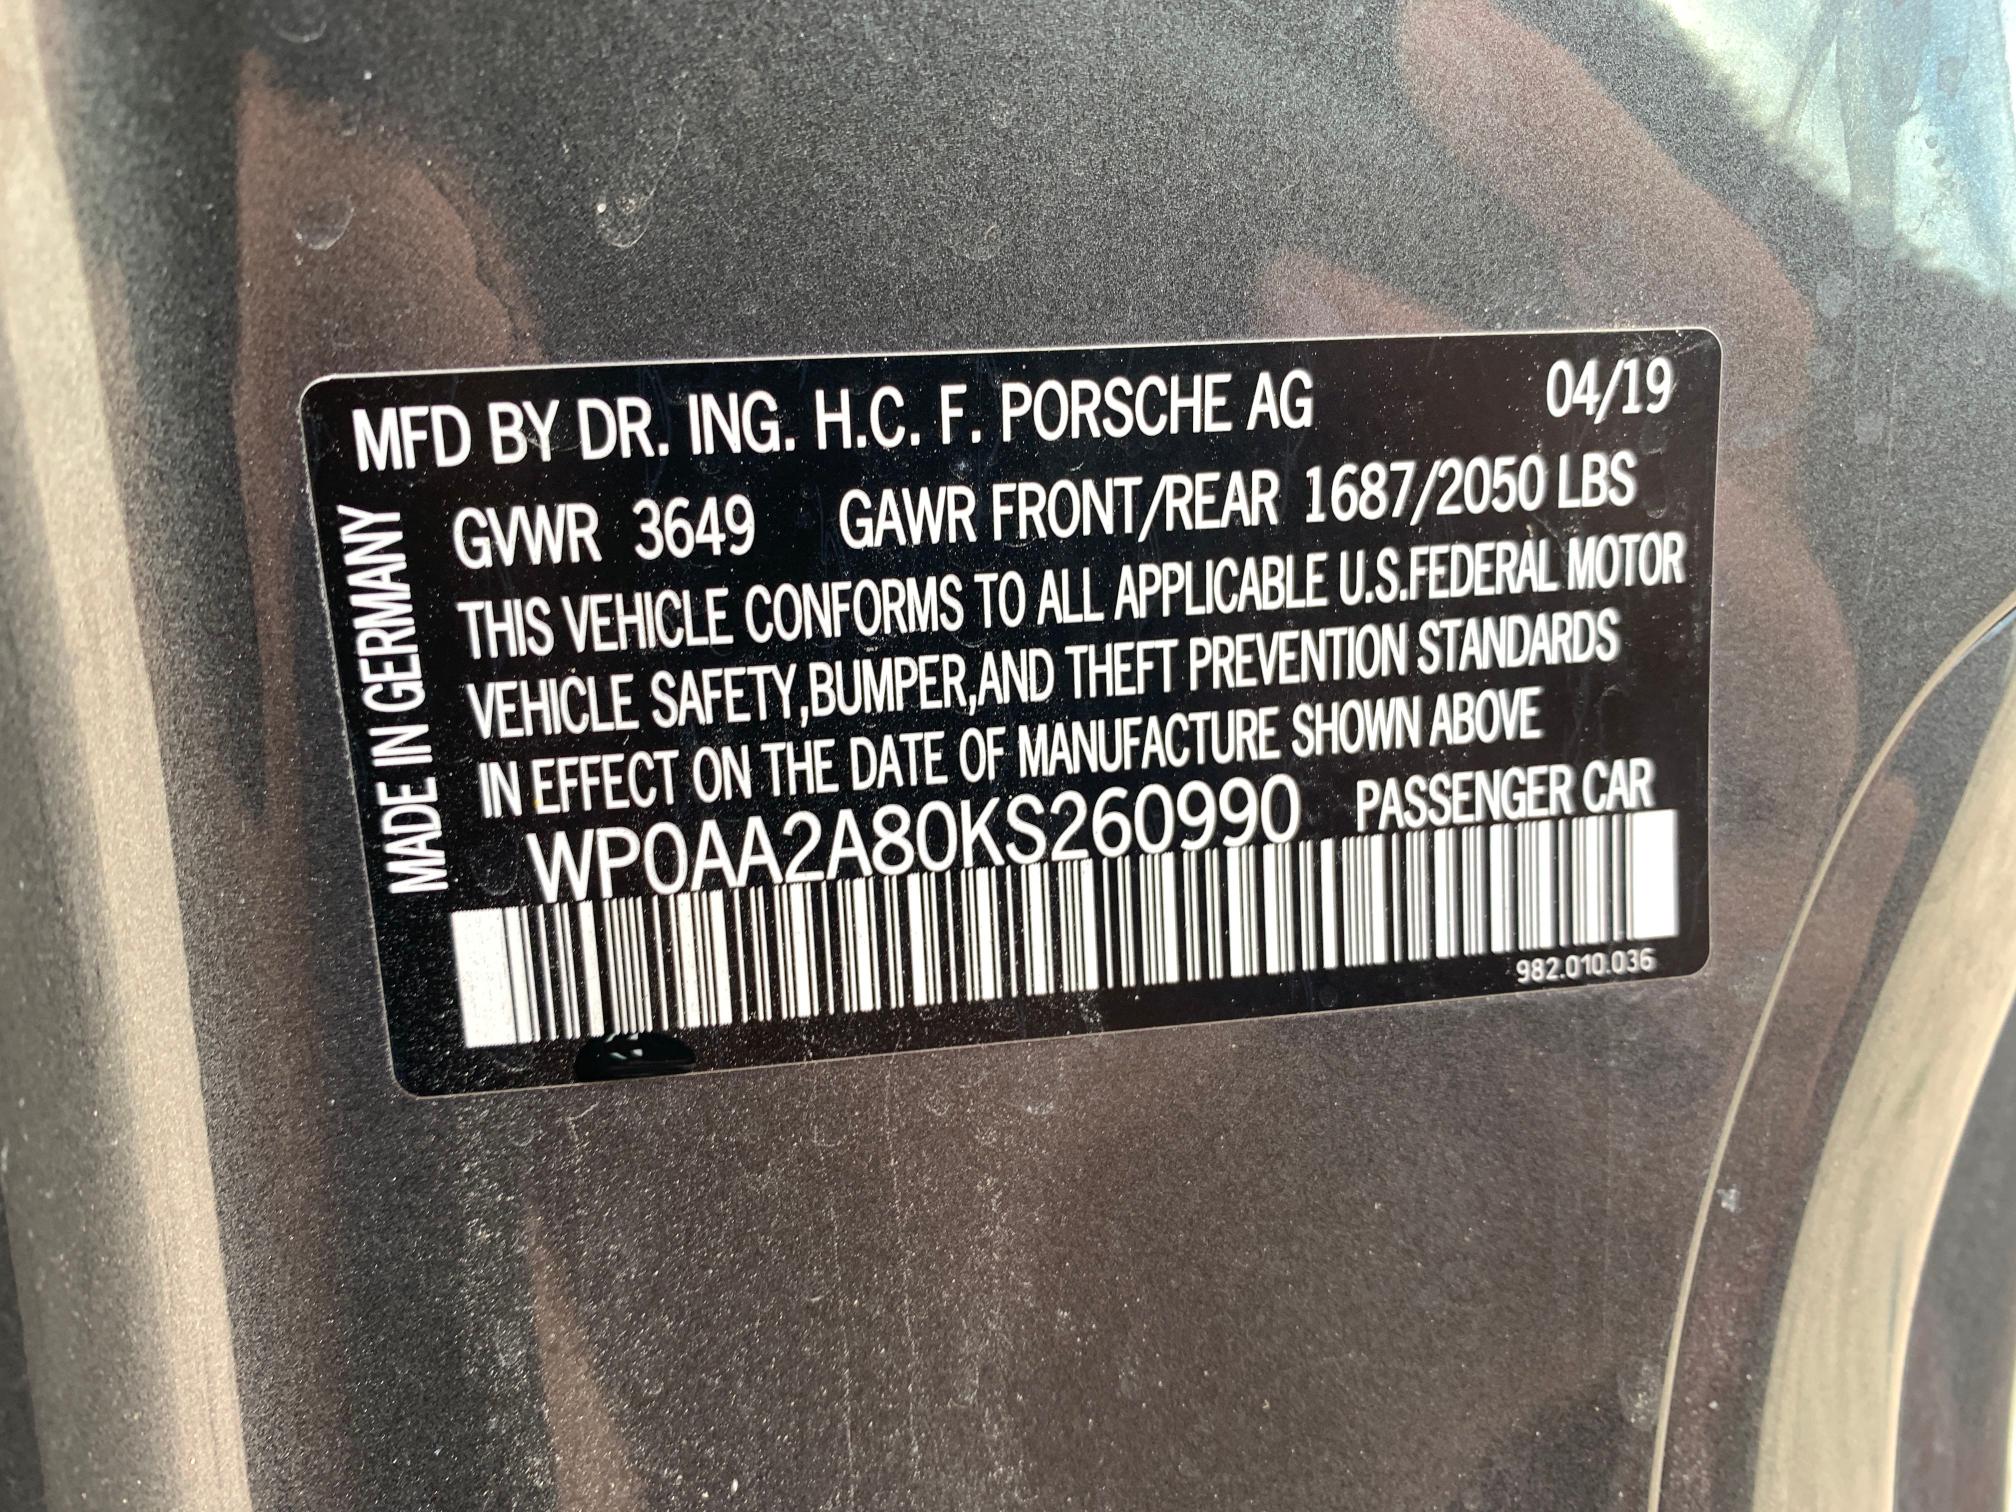 MFD BY DR. ING. H.C. F. PORSCHE AG 04/19
GVWR 3649 GAWR FRONT/REAR 1687/2050 LBS
THIS VEHICLE CONFORMS TO ALL APPLICABLE U.S.FEDERAL MOTOR
VEHICLE SAFETY,BUMPER,AND THEFT PREVENTION STANDARDS
IN EFFECT ON THE DATE OF MANUFACTURE SHOWN ABOVE
WP0AA2A80KS260990 PASSENGER CAR
982.010.036
MADE IN GERMANY